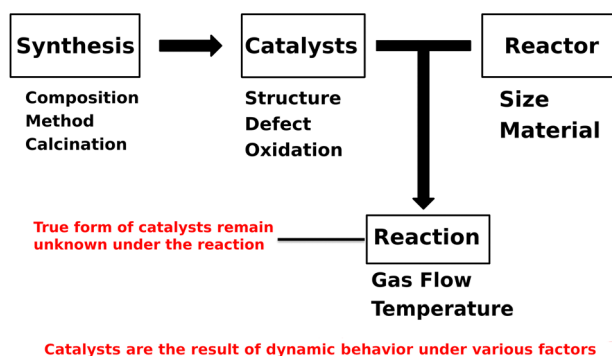 Synthesis
Catalysts
Reactor
Composition
Method
Calcination
Structure
Defect
Oxidation
Size
Material
True form of catalysts remain
unknown under the reaction
Reaction
Gas Flow
Temperature
Catalysts are the result of dynamic behavior under various factors